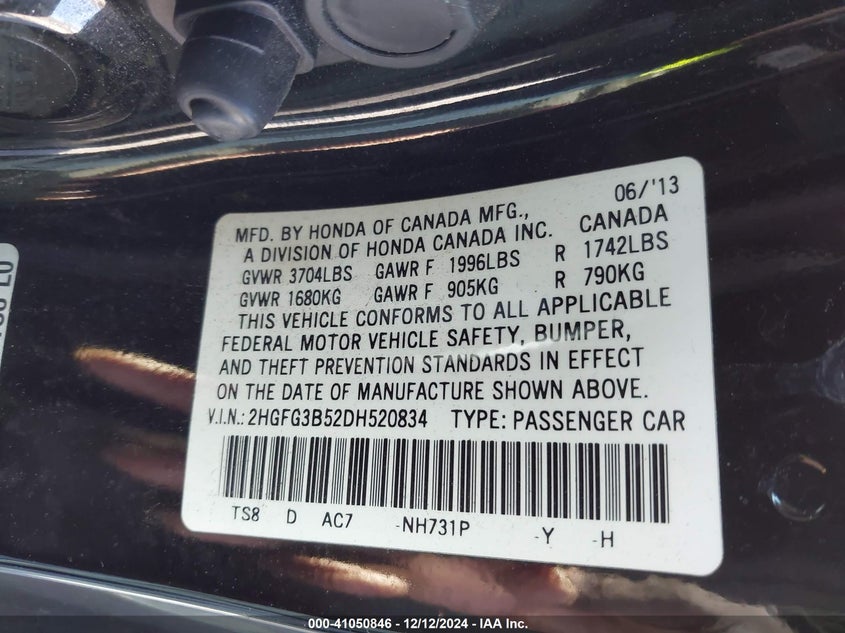 06/'13
MFD. BY HONDA OF CANADA MFG., CANADA
A DIVISION OF HONDA CANADA INC.
GVWR 3704LBS GAWR F 1996LBS R 1742LBS
GVWR 1680KG GAWR F 905KG R 790KG
THIS VEHICLE CONFORMS TO ALL APPLICABLE
FEDERAL MOTOR VEHICLE SAFETY, BUMPER,
AND THEFT PREVENTION STANDARDS IN EFFECT
ON THE DATE OF MANUFACTURE SHOWN ABOVE.
V.I.N.: 2HGFG3B52DH520834 TYPE: PASSENGER CAR
TS8 D AC7 -NH731P -Y -H
000-41050846 - 12/12/2024 - IAA Inc.